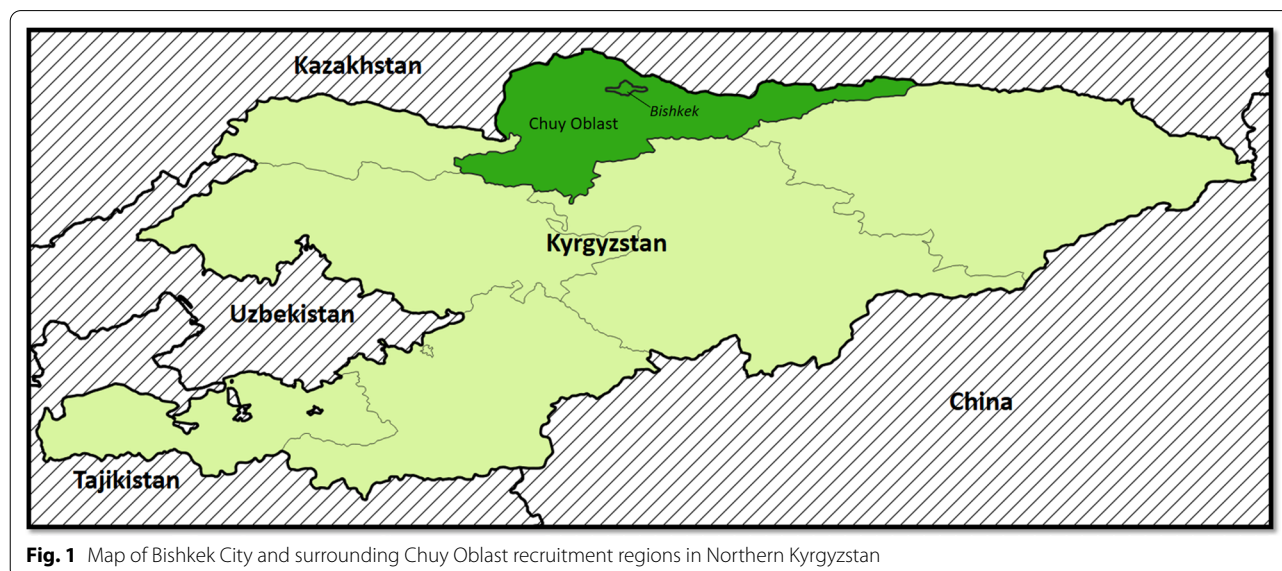 Kazakhstan
Bishkek
Chuy Oblast
Kyrgyzstan
Uzbekistan
China
Tajikistan
Fig. 1 Map of Bishkek City and surrounding Chuy Oblast recruitment regions in Northern Kyrgyzstan